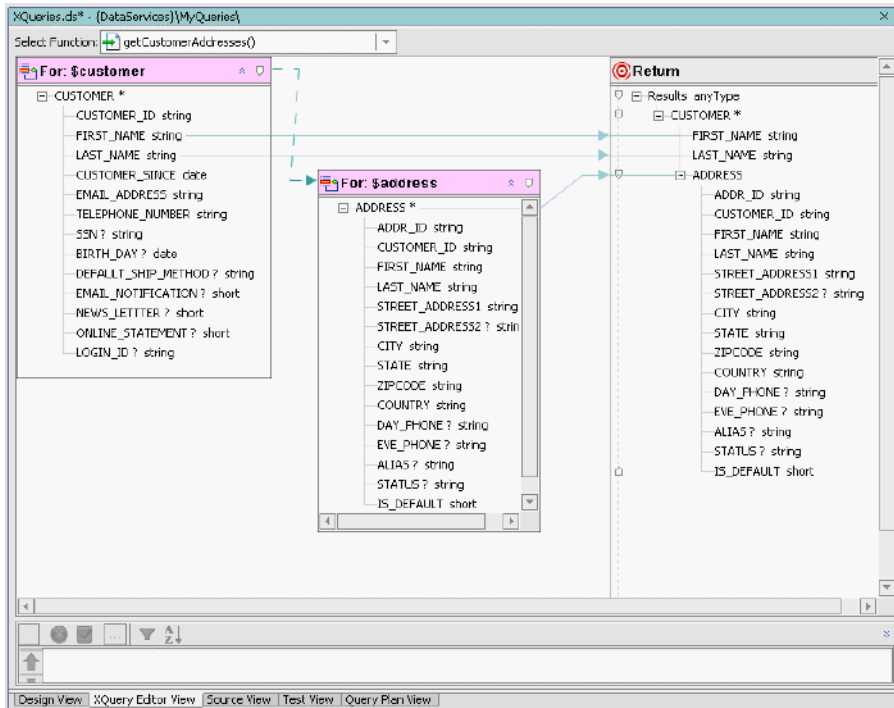 XQueries.ds* - {DataServices}\MyQueries\
Select Function: getCustomerAddresses()
For: $customer
CUSTOMER *
CUSTOMER_ID string
FIRST_NAME string
LAST_NAME string
CUSTOMER_SINCE date
EMAIL_ADDRESS string
TELEPHONE_NUMBER string
SSN ? string
BIRTH_DAY ? date
DEFAULT_SHIP_METHOD ? string
EMAIL_NOTIFICATION ? short
NEWS_LETTTER ? short
ONLINE_STATEMENT ? short
LOGIN_ID ? string
For: $address
ADDRESS *
ADDR_ID string
CUSTOMER_ID string
FIRST_NAME string
LAST_NAME string
STREET_ADDRESS1 string
STREET_ADDRESS2 ? strin
CITY string
STATE string
ZIPCODE string
COUNTRY string
DAY_PHONE ? string
EVE_PHONE ? string
ALIAS ? string
STATUS ? string
IS_DEFAULT short
Return
Results anyType
CUSTOMER *
FIRST_NAME string
LAST_NAME string
ADDRESS
ADDR_ID string
CUSTOMER_ID string
FIRST_NAME string
LAST_NAME string
STREET_ADDRESS1 string
STREET_ADDRESS2 ? string
CITY string
STATE string
ZIPCODE string
COUNTRY string
DAY_PHONE ? string
EVE_PHONE ? string
ALIAS ? string
STATUS ? string
IS_DEFAULT short
Design View XQuery Editor View Source View Test View Query Plan View